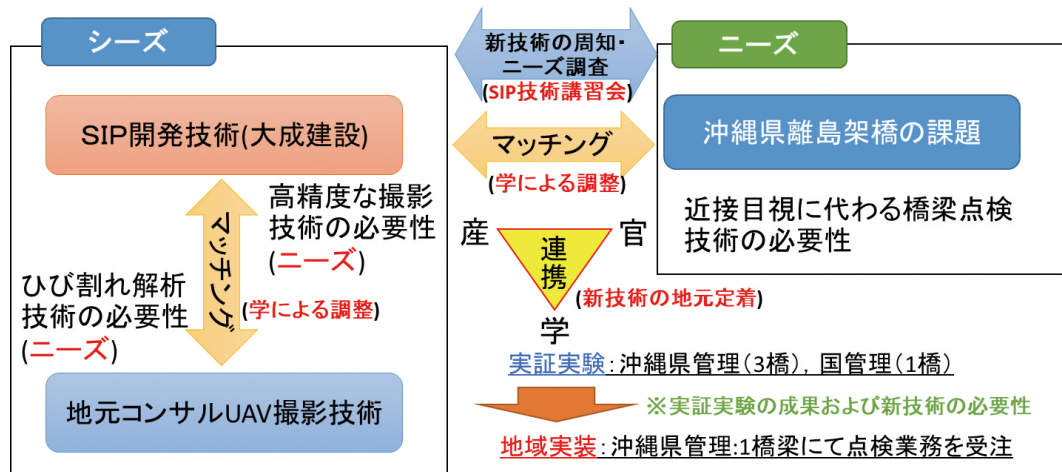 シーズ
SIP開発技術(大成建設)
マッチング
高精度な撮影
技術の必要性
(ニーズ)
ひび割れ解析
技術の必要性
(ニーズ)
(学による調整)
地元コンサルUAV撮影技術
新技術の周知・
ニーズ調査
(SIP技術講習会)
マッチング
(学による調整)
産
官
連
携
学
(新技術の地元定着)
ニーズ
沖縄県離島架橋の課題
近接目視に代わる橋梁点検
技術の必要性
実証実験:沖縄県管理(3橋),国管理(1橋)
※実証実験の成果および新技術の必要性
地域実装:沖縄県管理:1橋梁にて点検業務を受注